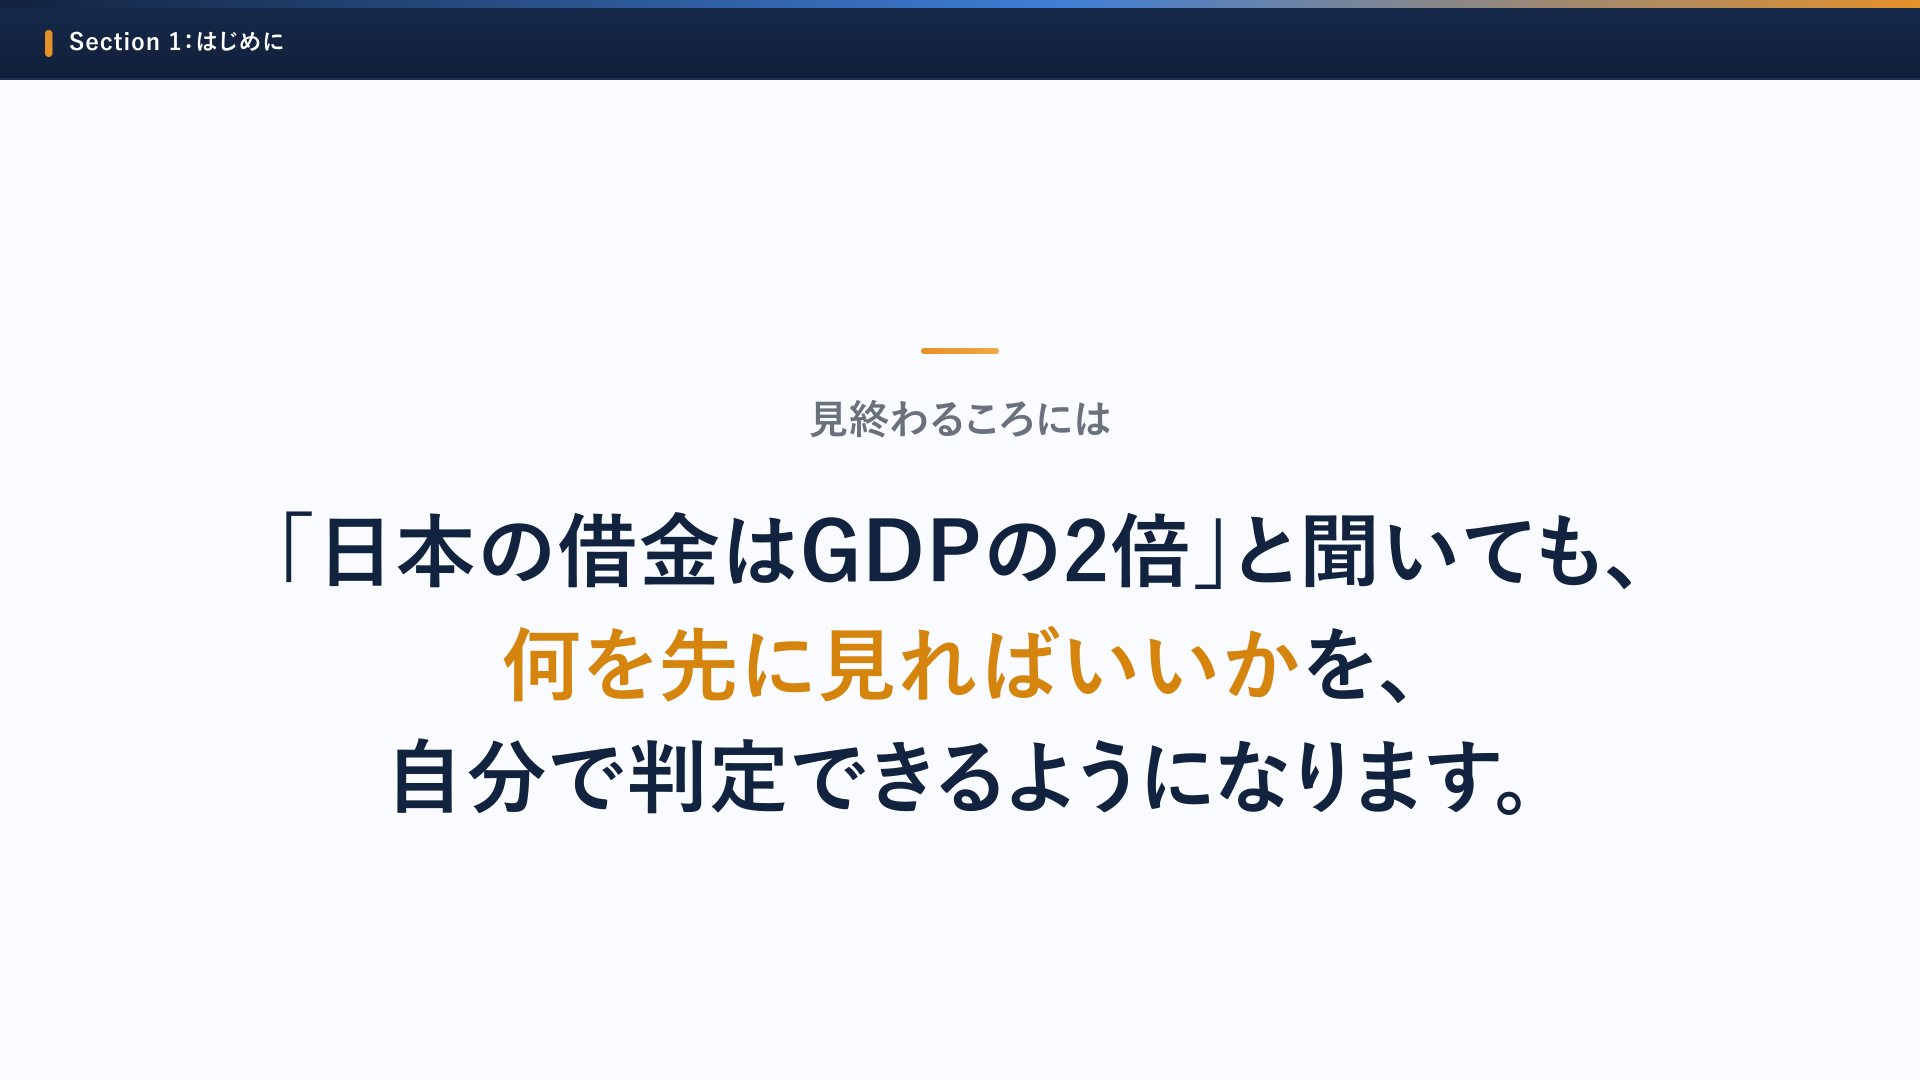 Section 1：はじめに
見終わるころには
「日本の借金はGDPの2倍」と聞いても、
何を先に見ればいいかを、
自分で判定できるようになります。